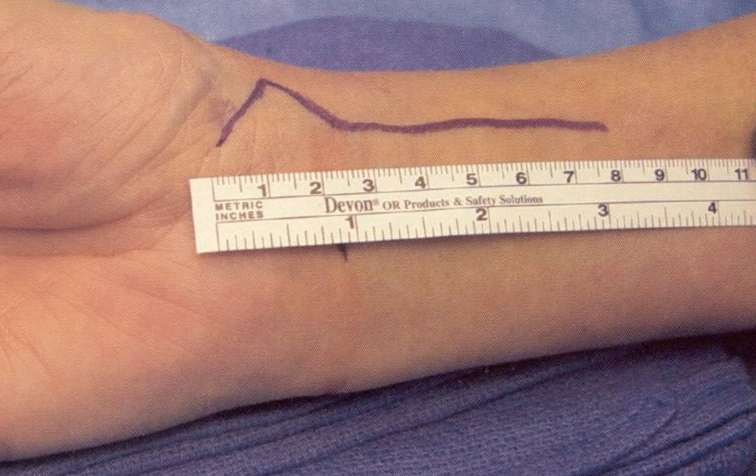 1 2 3 4 5 6 7 8 9 10 11
METRIC
INCHES
Devon® OR Products & Safety Solutions
1 2 3 4